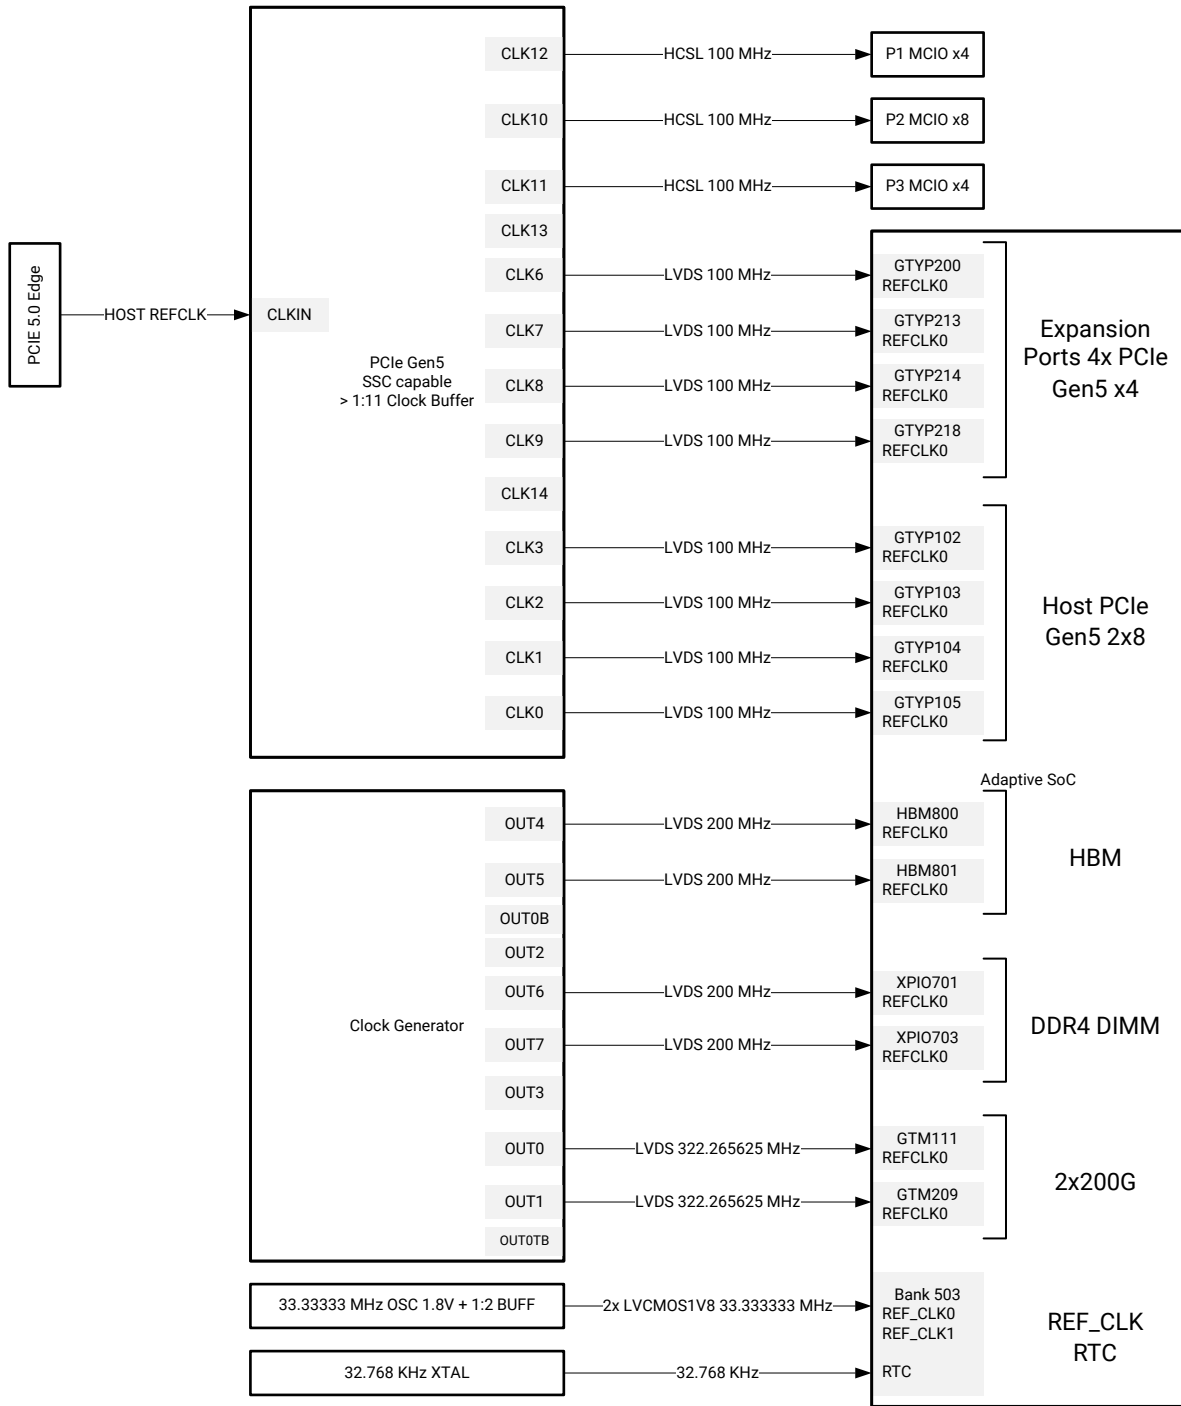 CLK12
HCSL 100 MHz
P1 MCIO x4
CLK10
HCSL 100 MHz
P2 MCIO x8
CLK11
HCSL 100 MHz
P3 MCIO x4
CLK13
PCIE 5.0 Edge
HOST REFCLK
CLKIN
PCIe Gen5
SSC capable
> 1:11 Clock Buffer
CLK6
LVDS 100 MHz
GTYP200
REFCLK0
CLK7
LVDS 100 MHz
GTYP213
REFCLK0
CLK8
LVDS 100 MHz
GTYP214
REFCLK0
CLK9
LVDS 100 MHz
GTYP218
REFCLK0
Expansion
Ports 4x PCIe
Gen5 x4
CLK14
CLK3
LVDS 100 MHz
GTYP102
REFCLK0
CLK2
LVDS 100 MHz
GTYP103
REFCLK0
CLK1
LVDS 100 MHz
GTYP104
REFCLK0
CLK0
LVDS 100 MHz
GTYP105
REFCLK0
Host PCIe
Gen5 2x8
Adaptive SoC
Clock Generator
OUT4
LVDS 200 MHz
HBM800
REFCLK0
OUT5
LVDS 200 MHz
HBM801
REFCLK0
HBM
OUT0B
OUT2
OUT6
LVDS 200 MHz
XPIO701
REFCLK0
OUT7
LVDS 200 MHz
XPIO703
REFCLK0
DDR4 DIMM
OUT3
OUT0
LVDS 322.265625 MHz
GTM111
REFCLK0
OUT1
LVDS 322.265625 MHz
GTM209
REFCLK0
2x200G
OUT0TB
33.33333 MHz OSC 1.8V + 1:2 BUFF
2x LVCMOS1V8 33.333333 MHz
Bank 503
REF_CLK0
REF_CLK1
32.768 KHz XTAL
32.768 KHz
RTC
REF_CLK
RTC